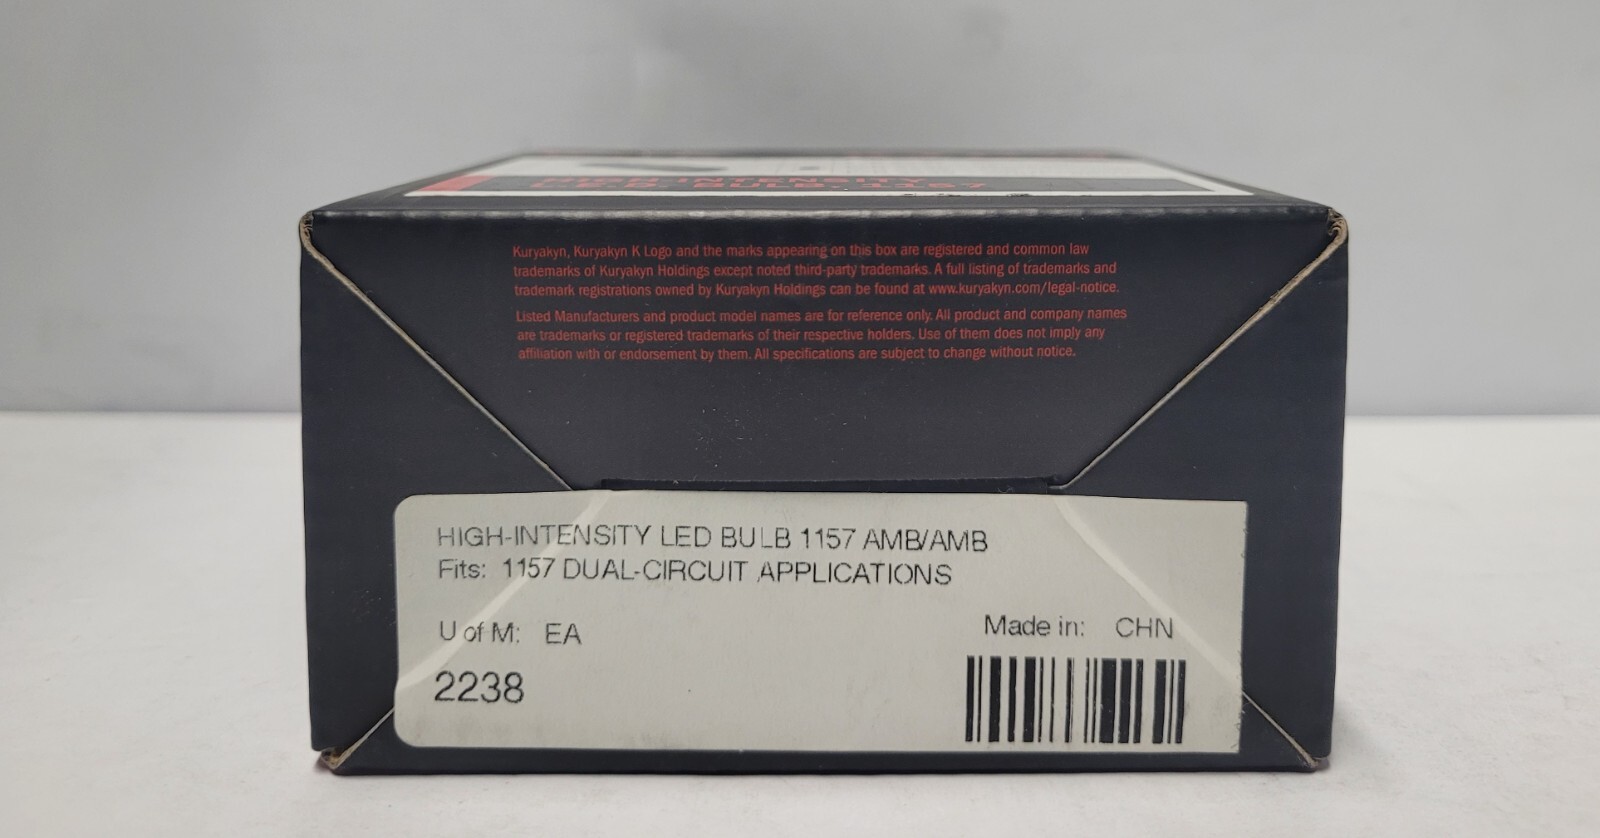 HIGH INTENSITY
L.E.D. BULB, 1157
Kuryakyn, Kuryakyn K Logo and the marks appearing on this box are registered and common law
trademarks of Kuryakyn Holdings except noted third-party trademarks. A full listing of trademarks and
trademark registrations owned by Kuryakyn Holdings can be found at www.kuryakyn.com/legal-notice.
Listed Manufacturers and product model names are for reference only. All product and company names
are trademarks or registered trademarks of their respective holders. Use of them does not imply any
affiliation with or endorsement by them. All specifications are subject to change without notice.
HIGH-INTENSITY LED BULB 1157 AMB/AMB
Fits: 1157 DUAL-CIRCUIT APPLICATIONS
U of M: EA
Made in: CHN
2238